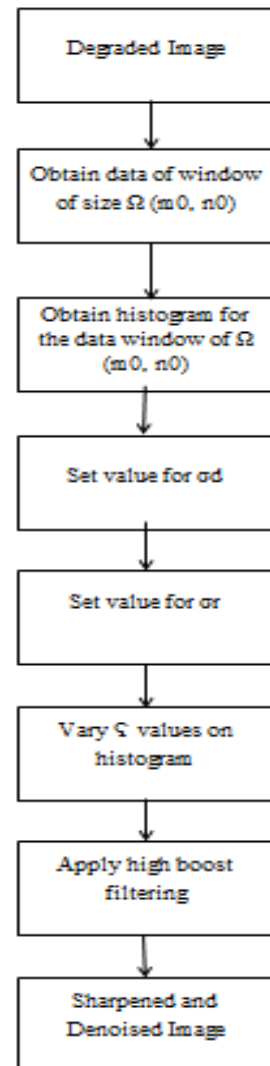 Degraded Image
Obtain data of window
of size Ω (m0, n0)
Obtain histogram for
the data window of Ω
(m0, n0)
Set value for σd
Set value for σr
Vary ς values on
histogram
Apply high boost
filtering
Sharpened and
Denoised Image